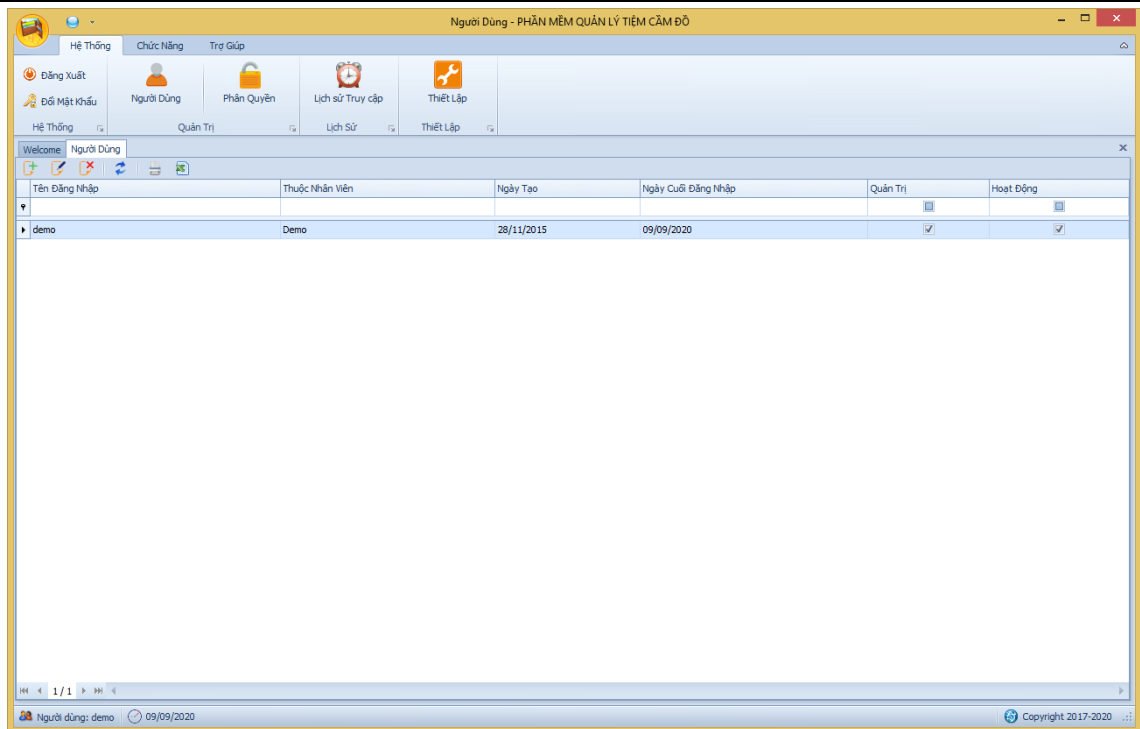 Người Dùng - PHẦN MỀM QUẢN LÝ TIỆM CẦM ĐỒ
Hệ Thống Chức Năng Trợ Giúp
Đăng Xuất
Đổi Mật Khẩu
Người Dùng Phân Quyền Lịch sử Truy cập Thiết Lập
Hệ Thống Quản Trị Lịch Sử Thiết Lập
Welcome Người Dùng
Tên Đăng Nhập Thuộc Nhân Viên Ngày Tạo Ngày Cuối Đăng Nhập Quản Trị Hoạt Động
demo Demo 28/11/2015 09/09/2020
1 / 1
Người dùng: demo 09/09/2020 Copyright 2017-2020